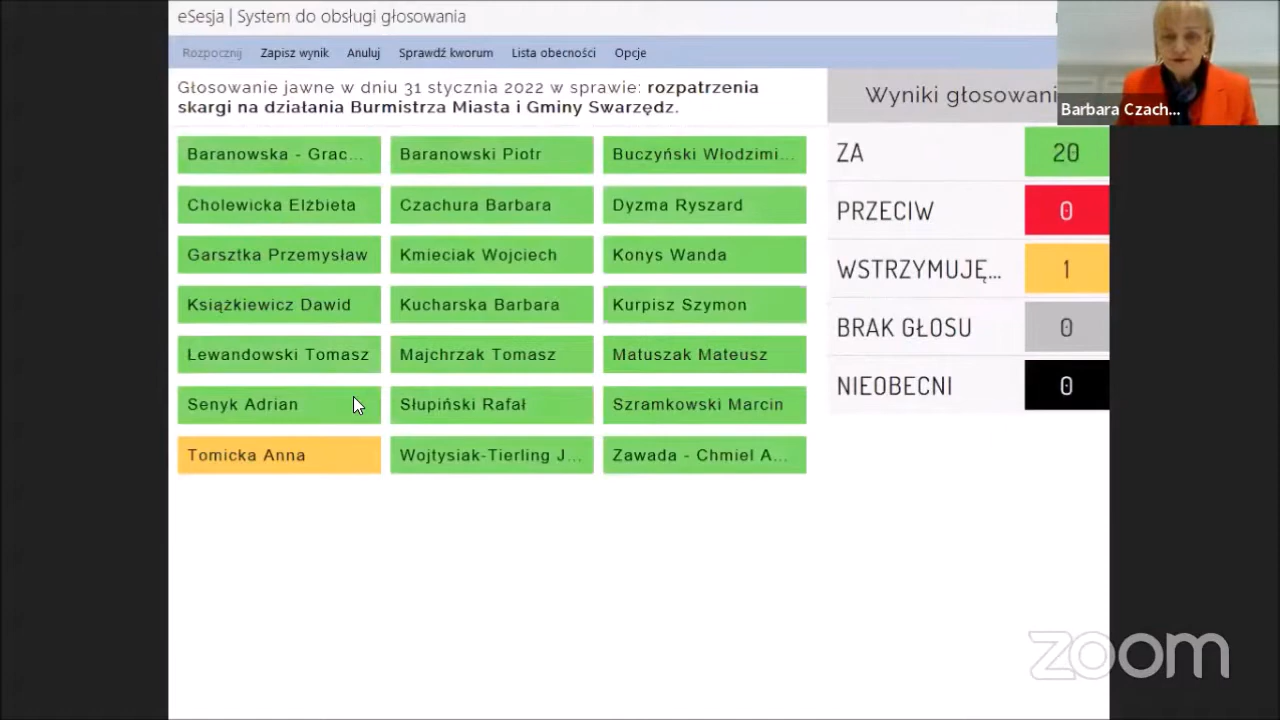 eSesja | System do obsługi głosowania
Rozpocznij Zapisz wynik Anuluj Sprawdź kworum Lista obecności Opcje
Głosowanie jawne w dniu 31 stycznia 2022 w sprawie: rozpatrzenia
skargi na działania Burmistrza Miasta i Gminy Swarzędz.
Wyniki głosowani
Barbara Czach...
Baranowska - Grac... Baranowski Piotr Buczyński Włodzimi...
Cholewicka Elżbieta Czachura Barbara Dyzma Ryszard
Garsztka Przemysław Kmieciak Wojciech Konys Wanda
Książkiewicz Dawid Kucharska Barbara Kurpisz Szymon
Lewandowski Tomasz Majchrzak Tomasz Matuszak Mateusz
Senyk Adrian Słupiński Rafał Szramkowski Marcin
Tomicka Anna Wojtysiak-Tierling J... Zawada - Chmiel A...
ZA 20
PRZECIW 0
WSTRZYMUJĘ... 1
BRAK GŁOSU 0
NIEOBECNI 0
zoom